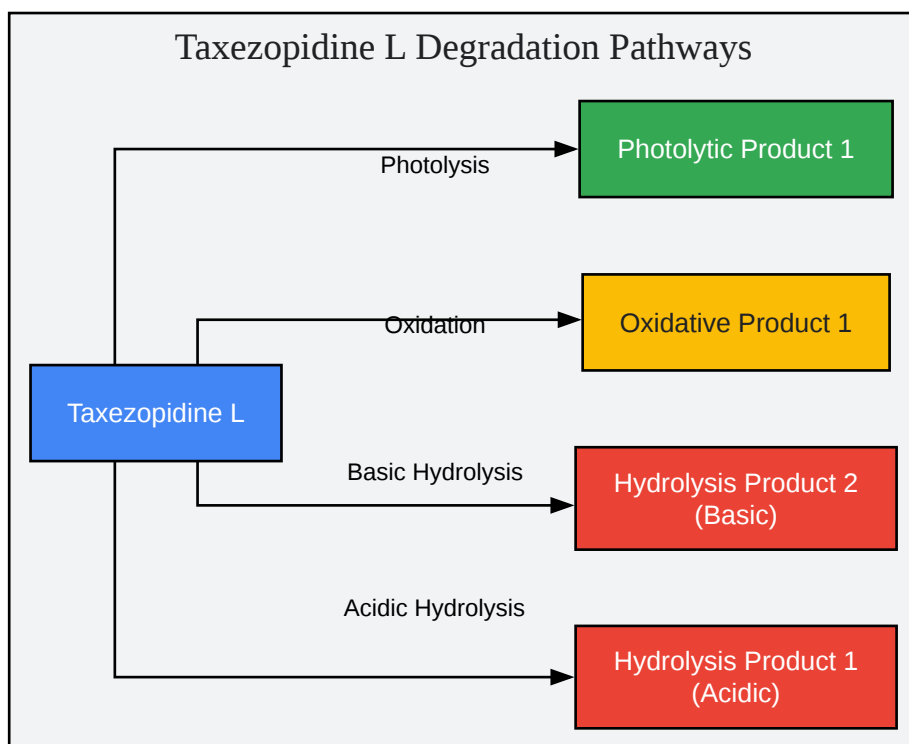 Taxezopidine L Degradation Pathways
Photolytic Product 1
Photolysis
Oxidative Product 1
Oxidation
Taxezopidine L
Basic Hydrolysis
Hydrolysis Product 2
(Basic)
Acidic Hydrolysis
Hydrolysis Product 1
(Acidic)